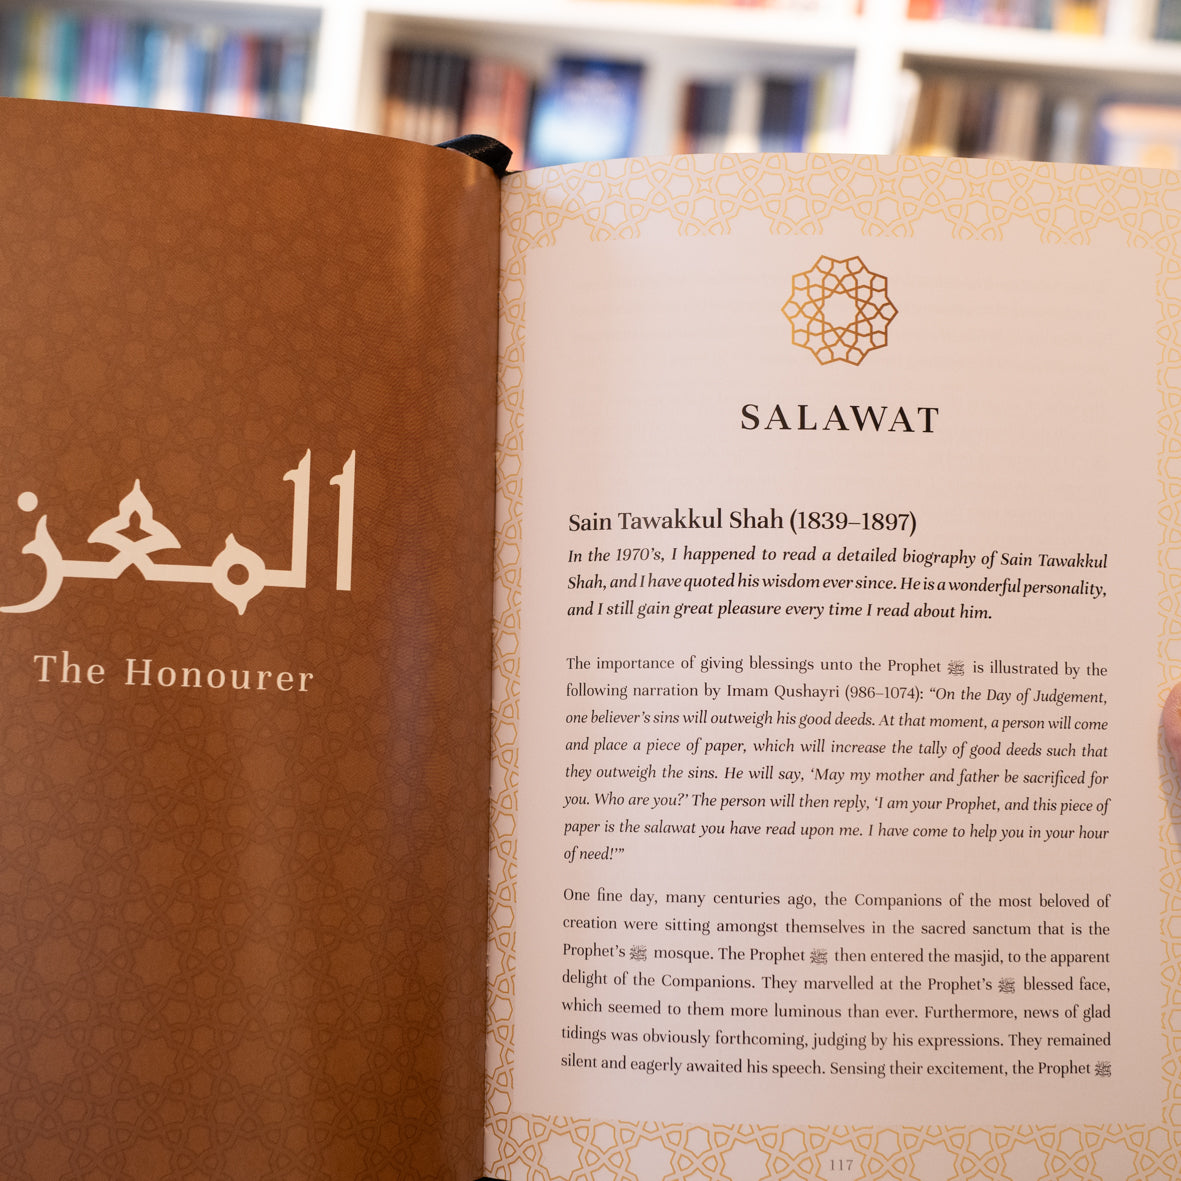 المعز
The Honourer
SALAWAT
Sain Tawakkul Shah (1839–1897)
In the 1970’s, I happened to read a detailed biography of Sain Tawakkul
Shah, and I have quoted his wisdom ever since. He is a wonderful personality,
and I still gain great pleasure every time I read about him.
The importance of giving blessings unto the Prophet ﷺ is illustrated by the
following narration by Imam Qushayri (986–1074): “On the Day of Judgement,
one believer’s sins will outweigh his good deeds. At that moment, a person will come
and place a piece of paper, which will increase the tally of good deeds such that
they outweigh the sins. He will say, ‘May my mother and father be sacrificed for
you. Who are you?’ The person will then reply, ‘I am your Prophet, and this piece of
paper is the salawat you have read upon me. I have come to help you in your hour
of need!’”
One fine day, many centuries ago, the Companions of the most beloved of
creation were sitting amongst themselves in the sacred sanctum that is the
Prophet’s ﷺ mosque. The Prophet ﷺ then entered the masjid, to the apparent
delight of the Companions. They marvelled at the Prophet’s ﷺ blessed face,
which seemed to them more luminous than ever. Furthermore, news of glad
tidings was obviously forthcoming, judging by his expressions. They remained
silent and eagerly awaited his speech. Sensing their excitement, the Prophet ﷺ
117